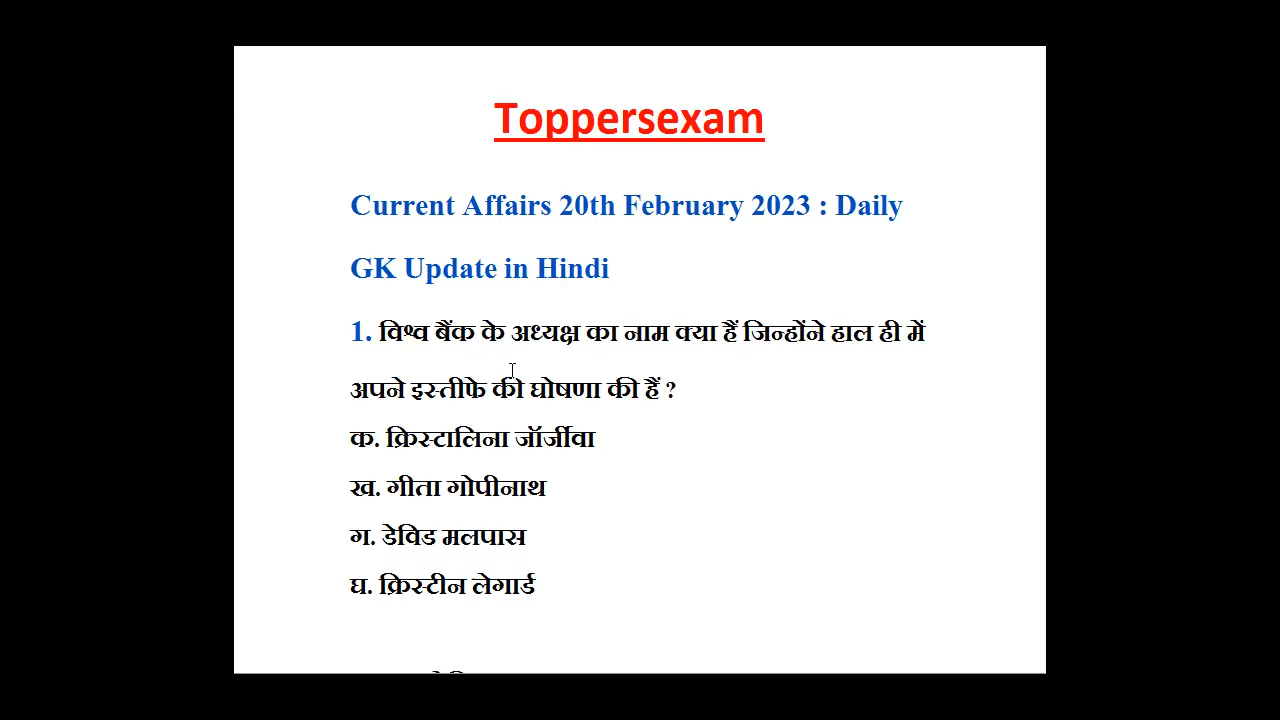 Toppersexam
Current Affairs 20th February 2023 : Daily
GK Update in Hindi
1. विश्व बैंक के अध्यक्ष का नाम क्या हैं जिन्होंने हाल ही में
अपने इस्तीफे की घोषणा की हैं ?
क. क्रिस्टालिना जॉर्जीवा
ख. गीता गोपीनाथ
ग. डेविड मलपास
घ. क्रिस्टीन लेगार्ड